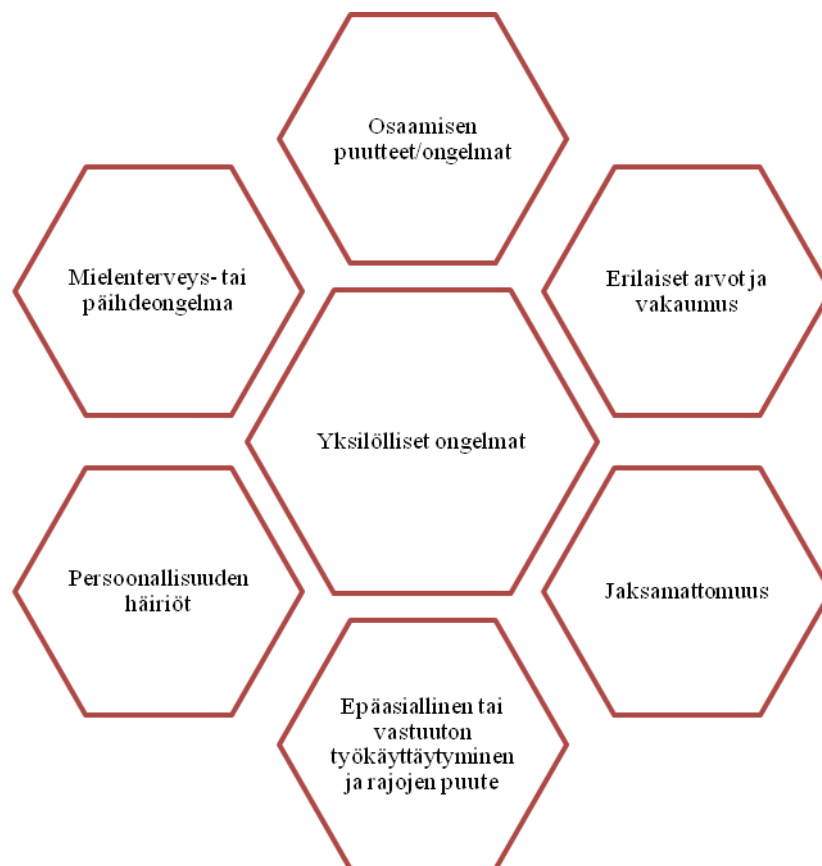 Osaamisen
puutteet/ongelmat
Mielenterveys- tai
päihdeongelma
Erilaiset arvot ja
vakaumus
Yksilölliset ongelmat
Persoonallisuuden
häiriöt
Jaksamattomuus
Epäasiallinen tai
vastuuton
työkäyttäytyminen
ja rajojen puute